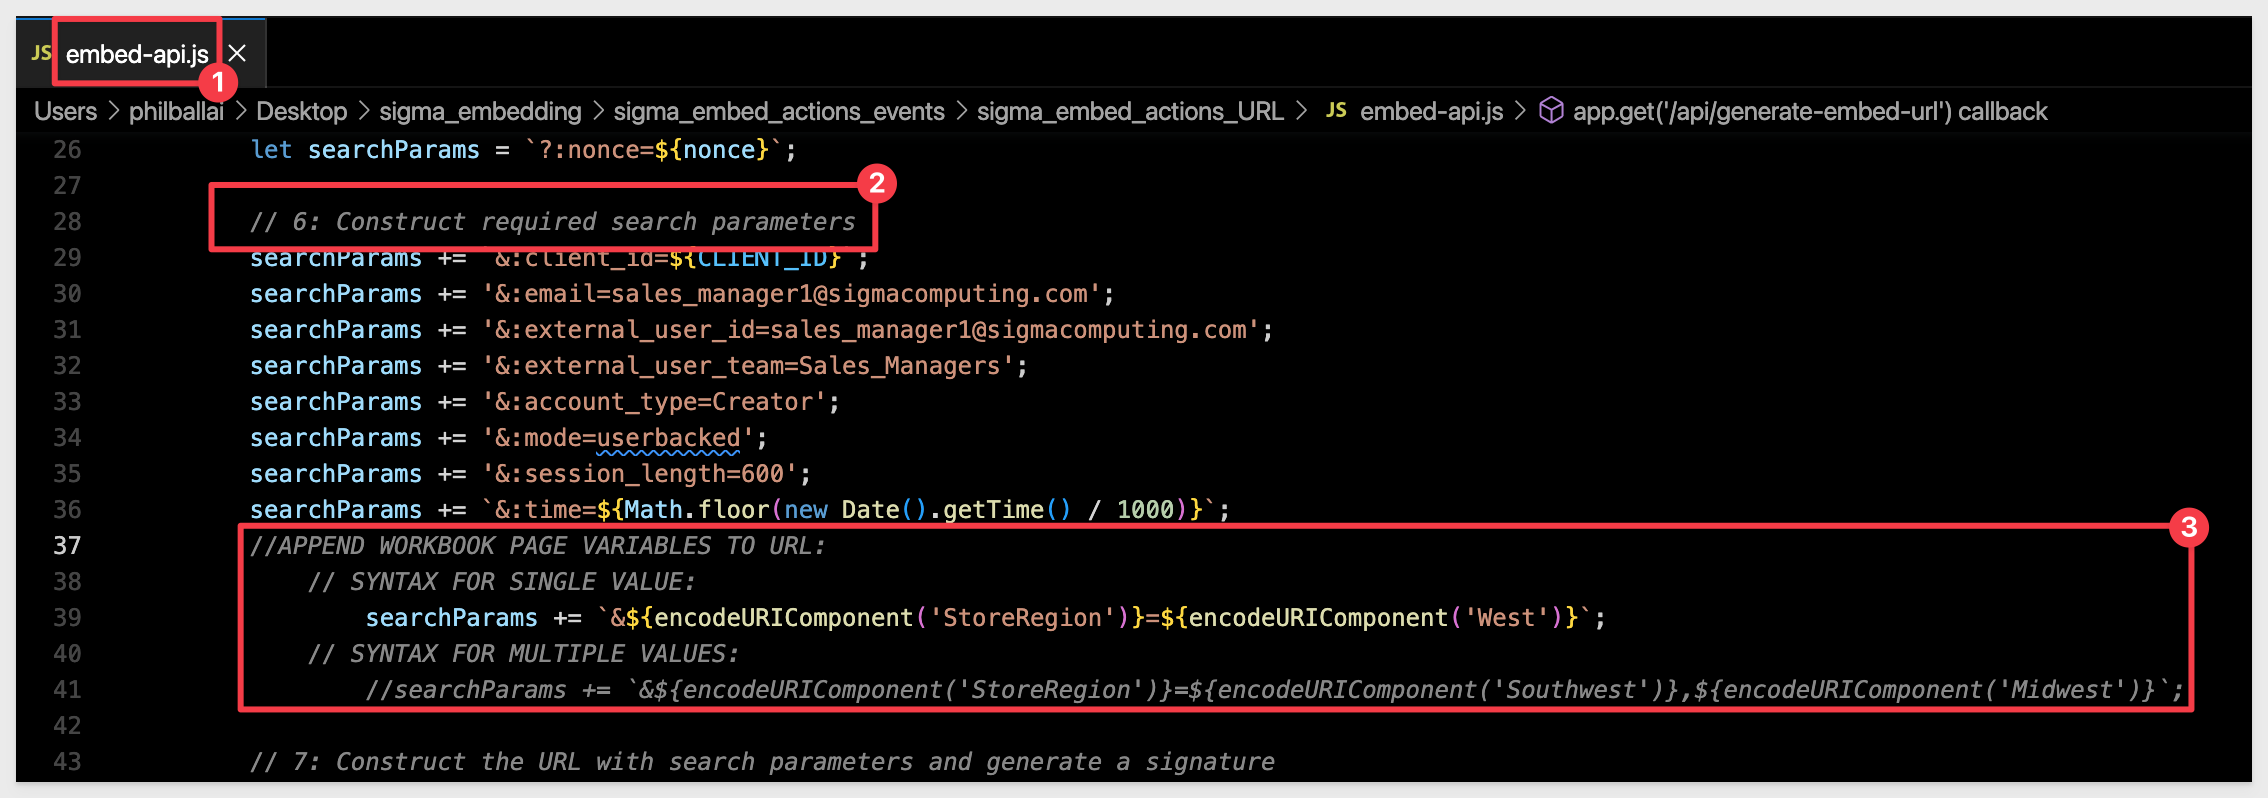 JS embed-api.js ×
1
Users > philballai > Desktop > sigma_embedding > sigma_embed_actions_events > sigma_embed_actions_URL > JS embed-api.js > app.get('/api/generate-embed-url') callback
26 let searchParams = `?:nonce=${nonce}`;
27
2
28 // 6: Construct required search parameters
29 searchParams += `&:client_id=${CLIENT_ID}`;
30 searchParams += '&:email=sales_manager1@sigmacomputing.com';
31 searchParams += '&:external_user_id=sales_manager1@sigmacomputing.com';
32 searchParams += '&:external_user_team=Sales_Managers';
33 searchParams += '&:account_type=Creator';
34 searchParams += '&:mode=userbacked';
35 searchParams += '&:session_length=600';
36 searchParams += `&:time=${Math.floor(new Date().getTime() / 1000)}`;
3
37 //APPEND WORKBOOK PAGE VARIABLES TO URL:
38 // SYNTAX FOR SINGLE VALUE:
39 searchParams += `&${encodeURIComponent('StoreRegion')}=${encodeURIComponent('West')}`;
40 // SYNTAX FOR MULTIPLE VALUES:
41 //searchParams += `&${encodeURIComponent('StoreRegion')}=${encodeURIComponent('Southwest')},${encodeURIComponent('Midwest')}`;
42
43 // 7: Construct the URL with search parameters and generate a signature